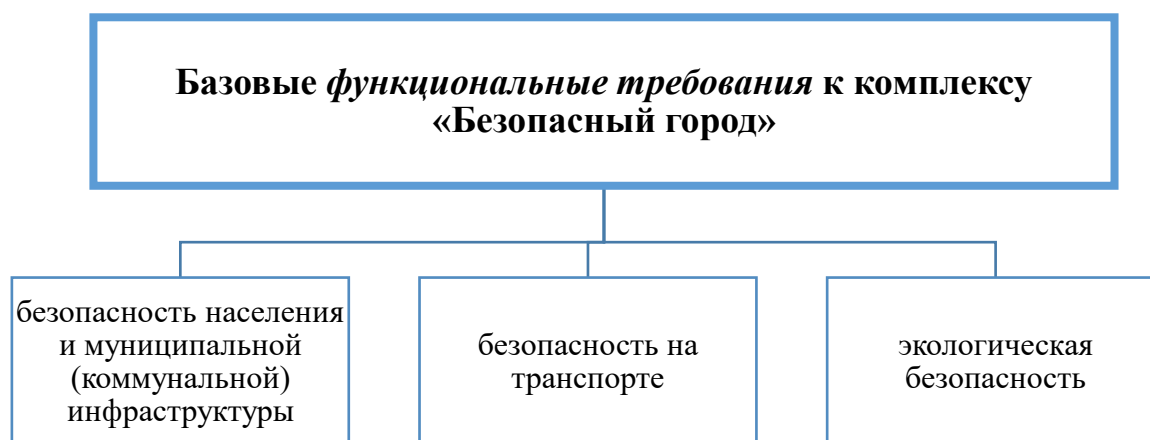 Базовые функциональные требования к комплексу
«Безопасный город»
безопасность населения
и муниципальной
(коммунальной)
инфраструктуры
безопасность на
транспорте
экологическая
безопасность